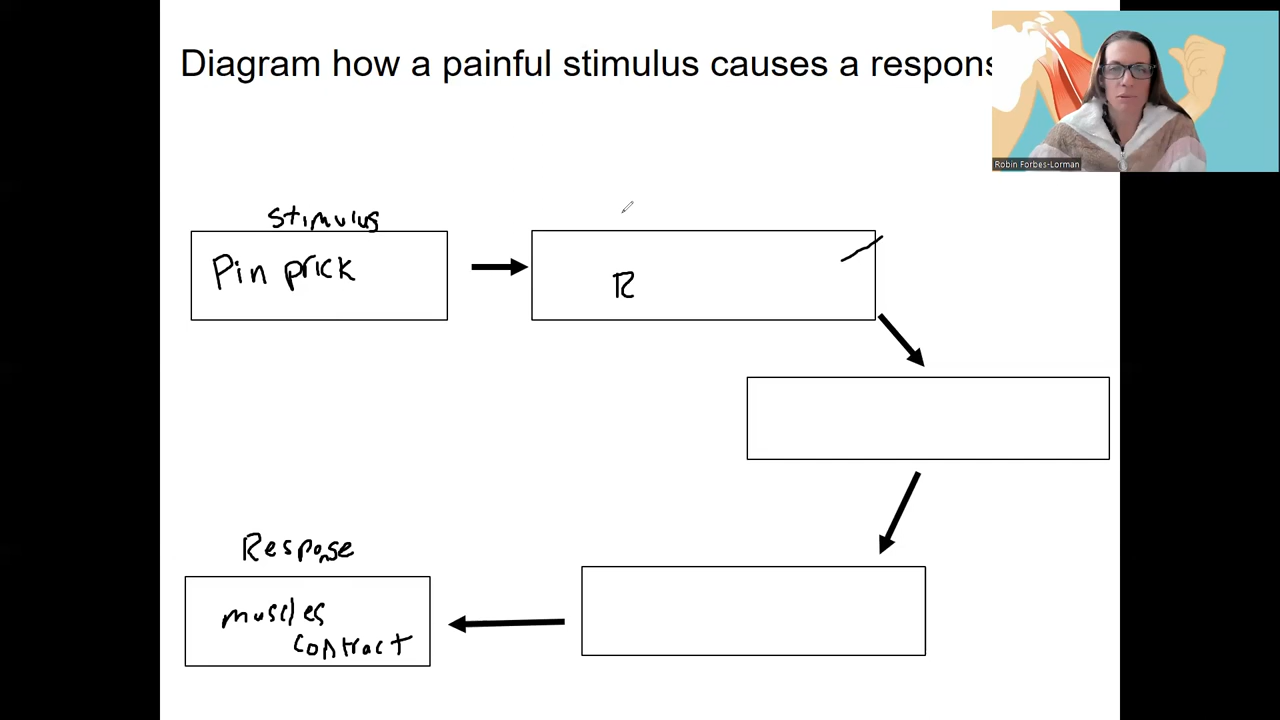 Diagram how a painful stimulus causes a respons
Robin Forbes-Lorman
stimulus
Pin prick
R
Response
muscles
contract